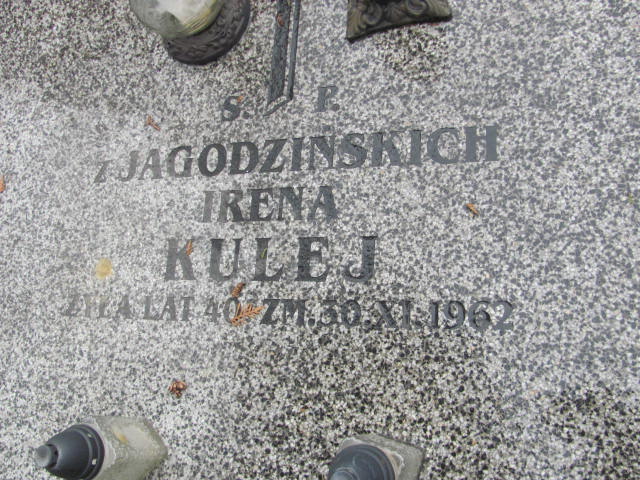 Ś. P.
z JAGODZIŃSKICH
IRENA
KULEJ
ŻYŁA LAT 40, ZM. 30.XI.1962